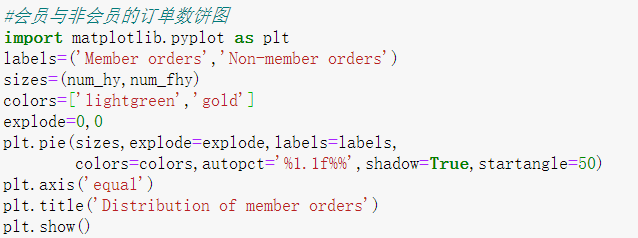 #会员与非会员的订单数饼图
import matplotlib.pyplot as plt
labels=('Member orders','Non-member orders')
sizes=(num_hy,num_fhy)
colors=['lightgreen','gold']
explode=0,0
plt.pie(sizes,explode=explode,labels=labels,
        colors=colors,autopct='%1.1f%%',shadow=True,startangle=50)
plt.axis('equal')
plt.title('Distribution of member orders')
plt.show()